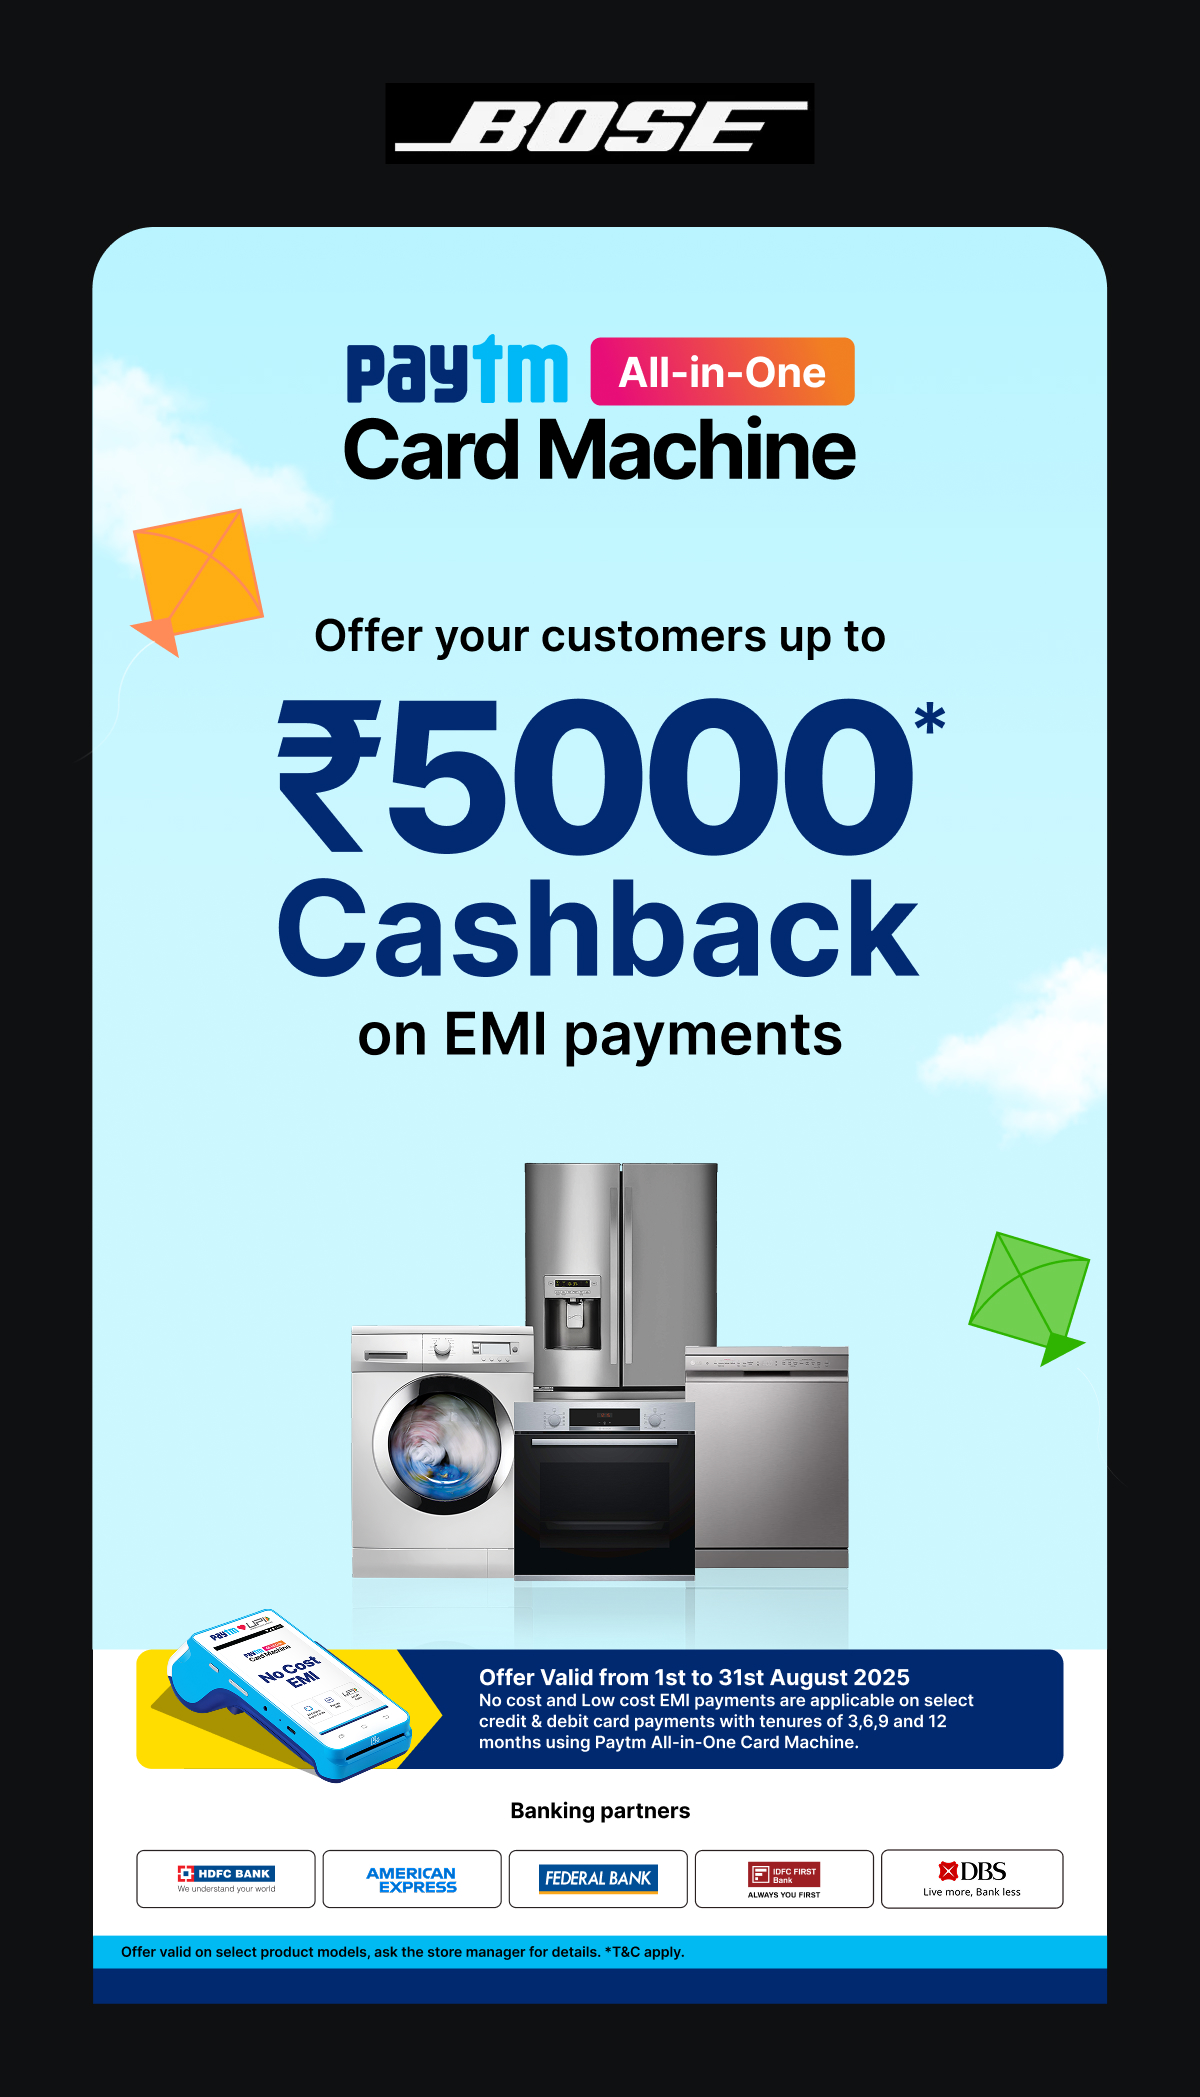 BOSE
paytm All-in-One
Card Machine
Offer your customers up to
₹5000*
Cashback
on EMI payments
paytm UPI
paytm
Card Machine
No Cost
EMI
Offer Valid from 1st to 31st August 2025
No cost and Low cost EMI payments are applicable on select
credit & debit card payments with tenures of 3,6,9 and 12
months using Paytm All-in-One Card Machine.
Banking partners
HDFC BANK
We understand your world
AMERICAN
EXPRESS
FEDERAL BANK
IDFC FIRST
Bank
ALWAYS YOU FIRST
DBS
Live more, Bank less
Offer valid on select product models, ask the store manager for details. *T&C apply.